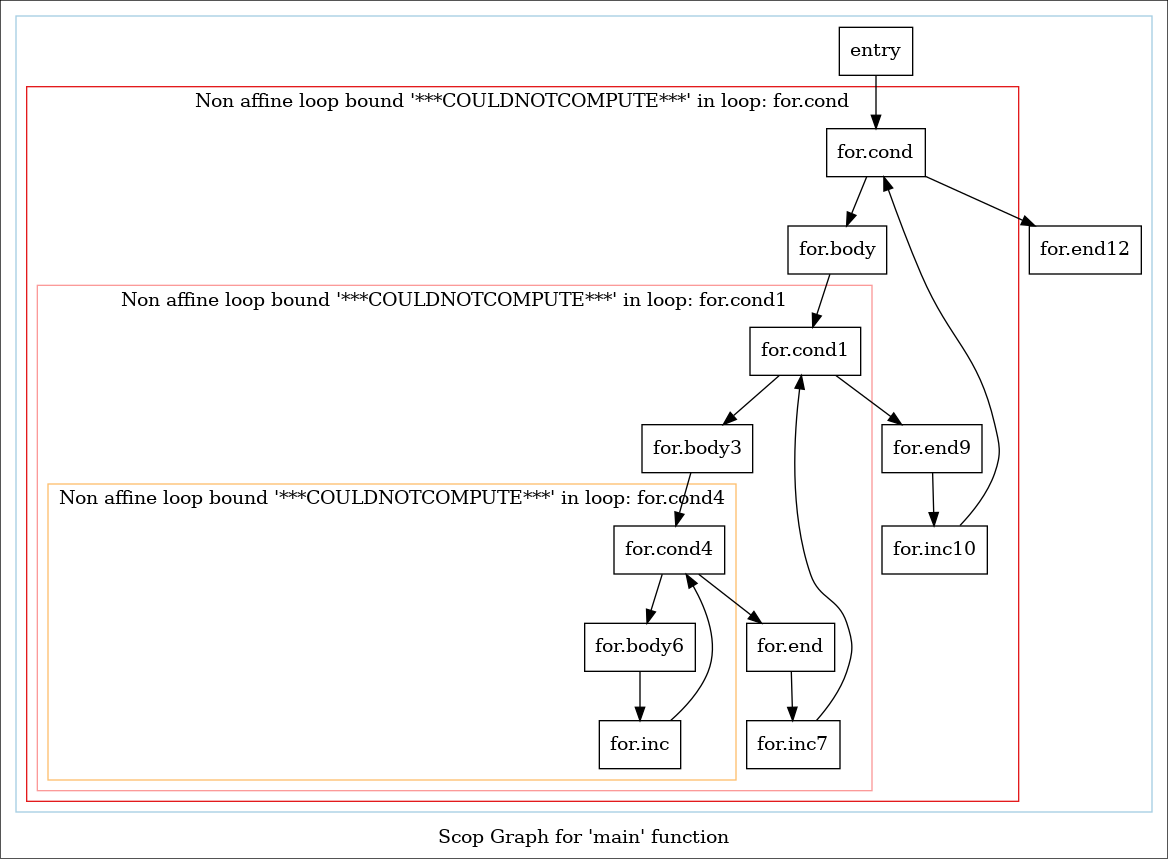 entry
Non affine loop bound '***COULDNOTCOMPUTE***' in loop: for.cond
for.cond
for.body
for.end12
Non affine loop bound '***COULDNOTCOMPUTE***' in loop: for.cond1
for.cond1
for.body3
for.end9
Non affine loop bound '***COULDNOTCOMPUTE***' in loop: for.cond4
for.cond4
for.inc10
for.body6
for.end
for.inc
for.inc7
Scop Graph for 'main' function